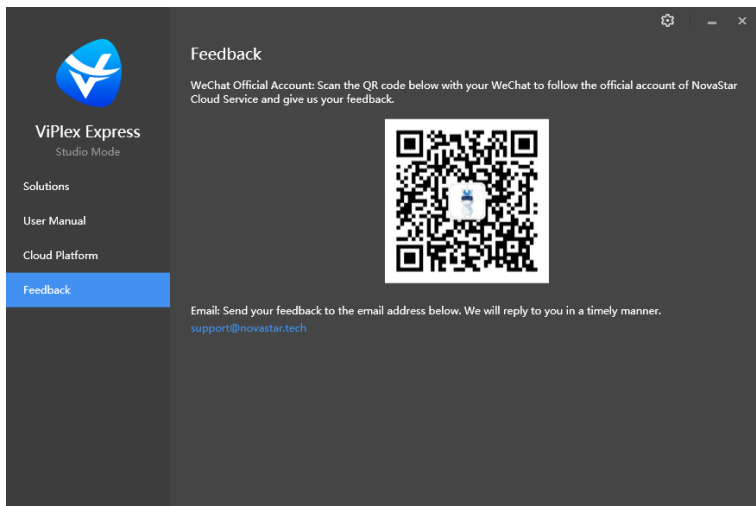 ViPlex Express
Studio Mode
Solutions
User Manual
Cloud Platform
Feedback
Feedback
WeChat Official Account: Scan the QR code below with your WeChat to follow the official account of NovaStar
Cloud Service and give us your feedback.
Email: Send your feedback to the email address below. We will reply to you in a timely manner.
support@novastar.tech